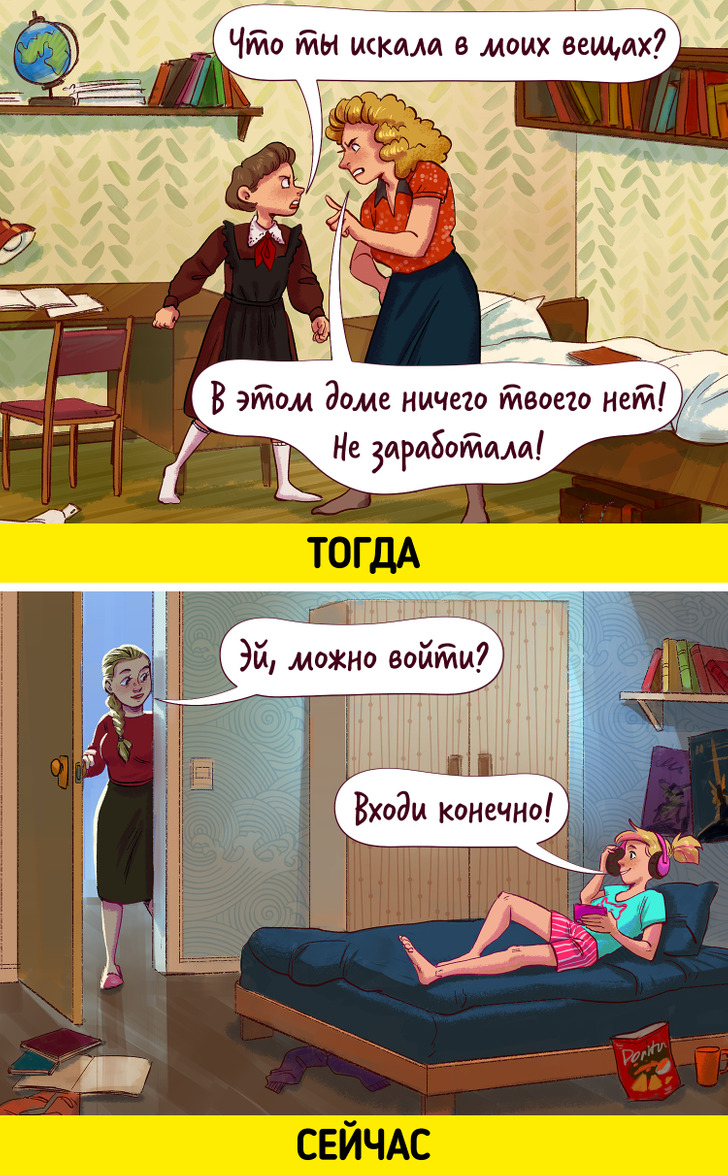 Что ты искала в моих вещах?
В этом доме ничего твоего нет!
Не заработала!
ТОГДА
Эй, можно войти?
Входи конечно!
СЕЙЧАС